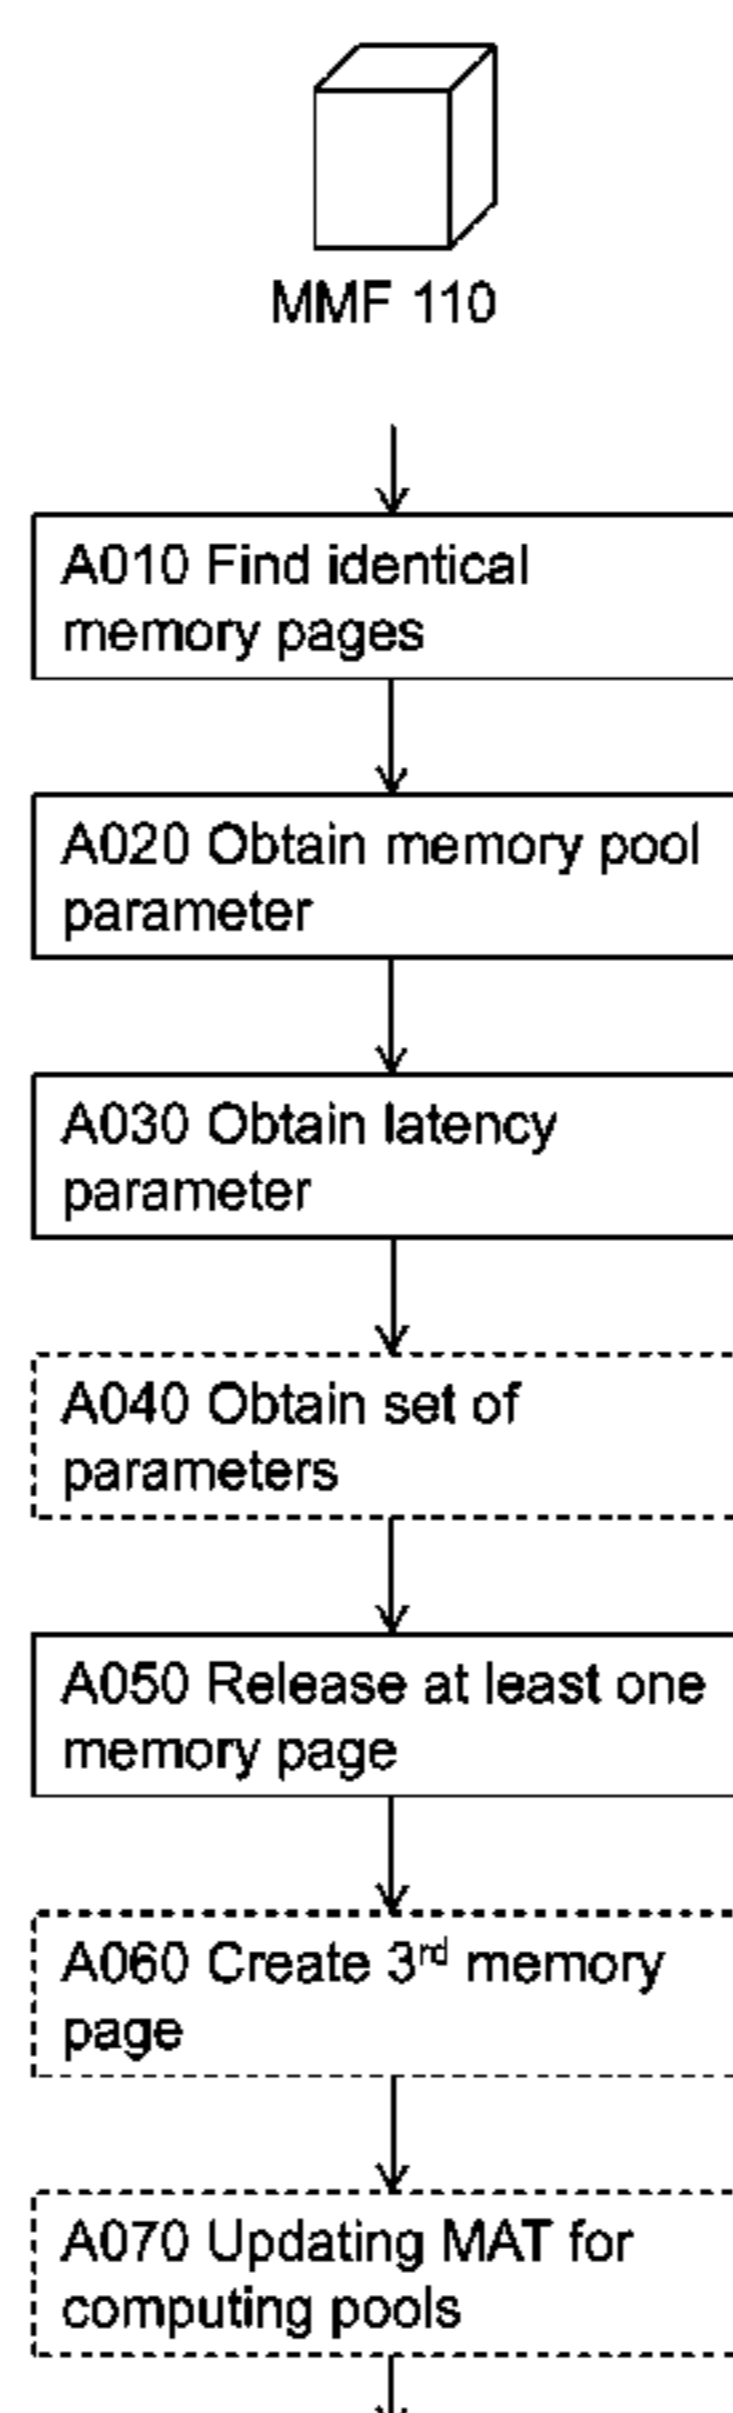 MMF 110
A010 Find identical
memory pages
A020 Obtain memory pool
parameter
A030 Obtain latency
parameter
A040 Obtain set of
parameters
A050 Release at least one
memory page
A060 Create 3rd memory
page
A070 Updating MAT for
computing pools